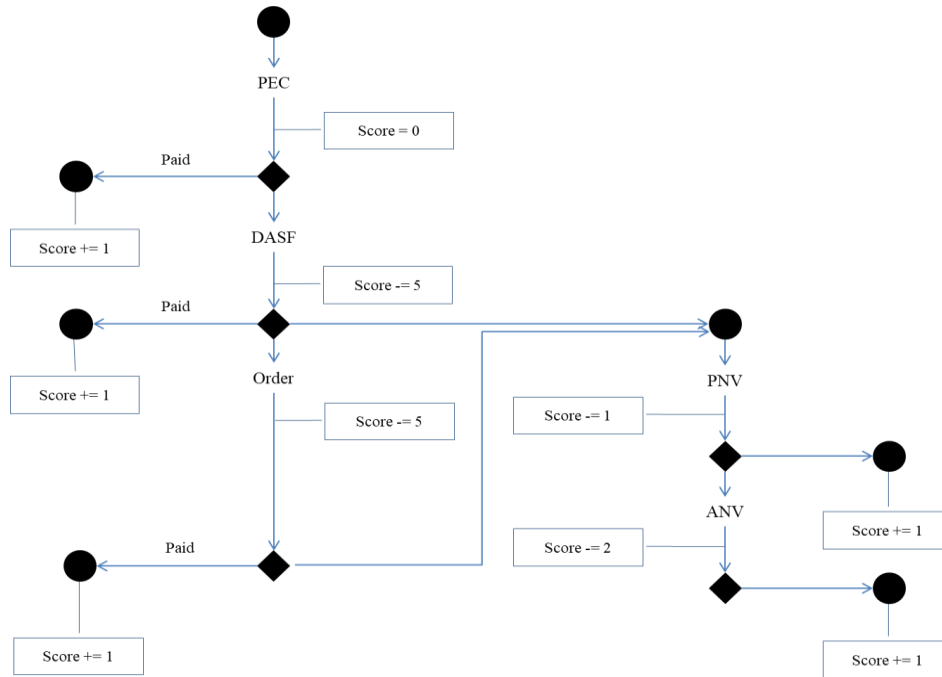 PEC
Score = 0
Paid
Score += 1
DASF
Score -= 5
Paid
Score += 1
Order
Score -= 5
PNV
Score -= 1
Score += 1
ANV
Score -= 2
Paid
Score += 1
Score += 1